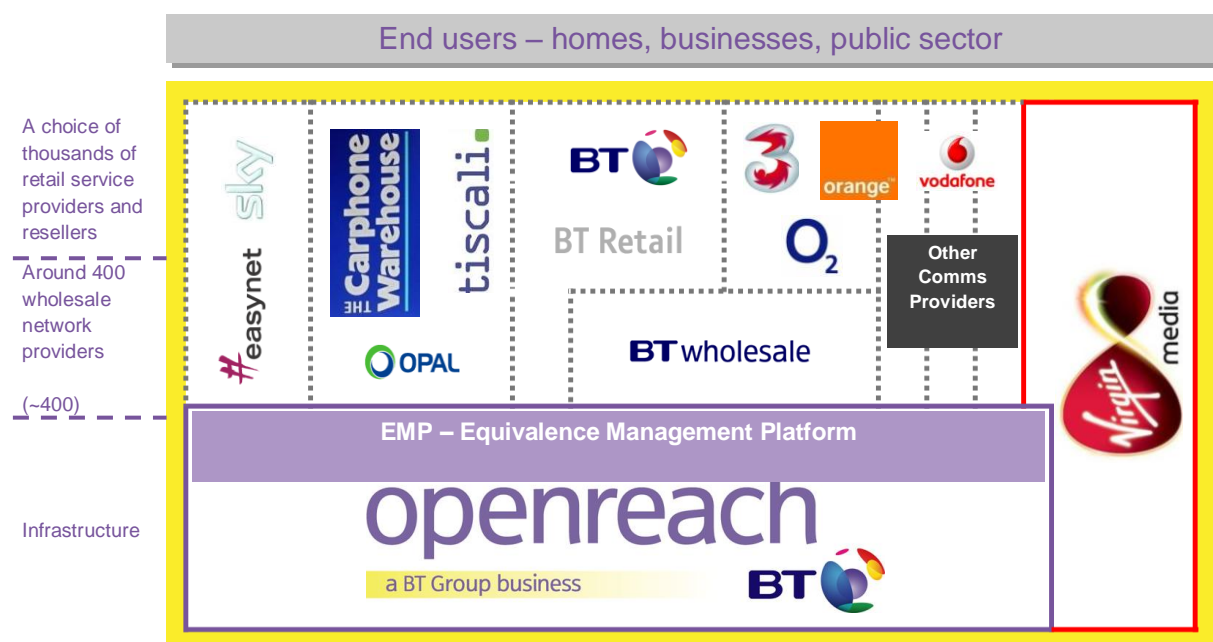 End users – homes, businesses, public sector
A choice of
thousands of
retail service
providers and
resellers
Around 400
wholesale
network
providers
(~400)
Infrastructure
sky
#easynet
THE Carphone
Warehouse
tiscali.
OPAL
BT
BT Retail
BT wholesale
3
orange™
O2
vodafone
Other
Comms
Providers
Virgin
media
EMP – Equivalence Management Platform
openreach
a BT Group business
BT